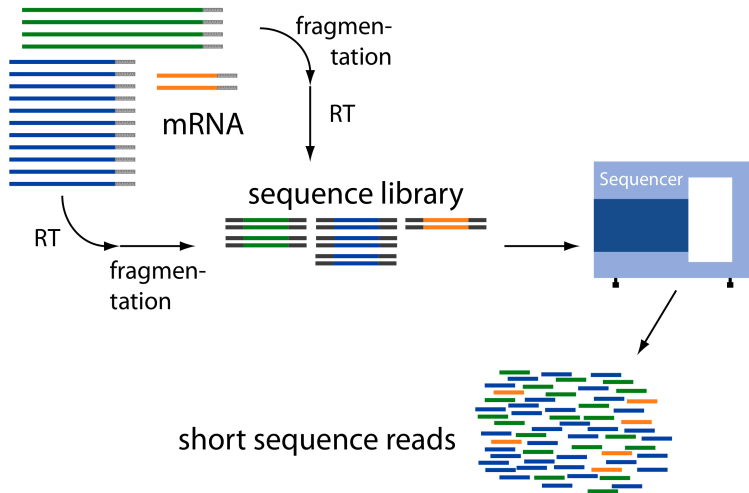 fragmen-
tation
RT
mRNA
sequence library
Sequencer
RT
fragmen-
tation
short sequence reads